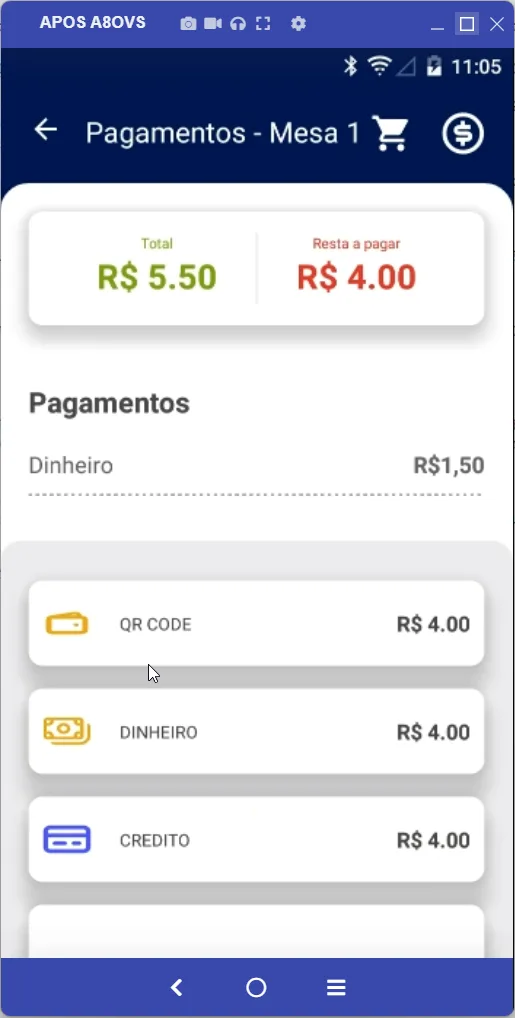 APOS A8OVS
11:05
Pagamentos - Mesa 1
Total
R$ 5.50
Resta a pagar
R$ 4.00
Pagamentos
Dinheiro R$1,50
QR CODE R$ 4.00
DINHEIRO R$ 4.00
CREDITO R$ 4.00